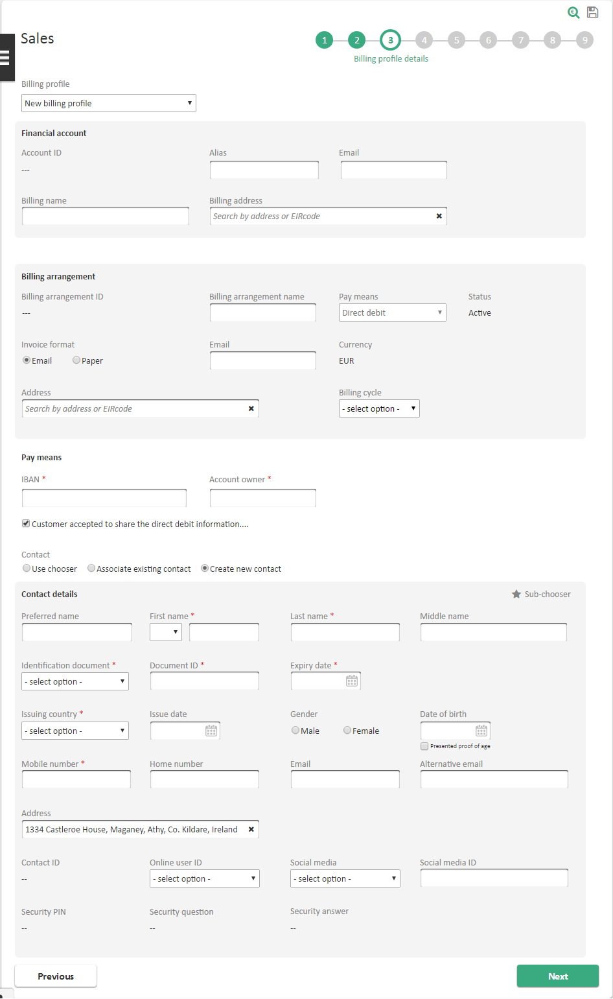 Sales
1 2 3 4 5 6 7 8 9
Billing profile details
Billing profile
New billing profile
Financial account
Account ID Alias Email
---
Billing name Billing address
Search by address or EIRcode
Billing arrangement
Billing arrangement ID Billing arrangement name Pay means Status
--- Direct debit Active
Invoice format Email Currency
Email Paper EUR
Address Billing cycle
Search by address or EIRcode - select option -
Pay means
IBAN * Account owner *
Customer accepted to share the direct debit information....
Contact
Use chooser Associate existing contact Create new contact
Contact details Sub-chooser
Preferred name First name * Last name * Middle name
Identification document * Document ID * Expiry date *
- select option -
Issuing country * Issue date Gender Date of birth
- select option - Male Female
Presented proof of age
Mobile number * Home number Email Alternative email
Address
1334 Castleroe House, Maganey, Athy, Co. Kildare, Ireland
Contact ID Online user ID Social media Social media ID
-- - select option - - select option -
Security PIN Security question Security answer
-- -- --
Previous Next